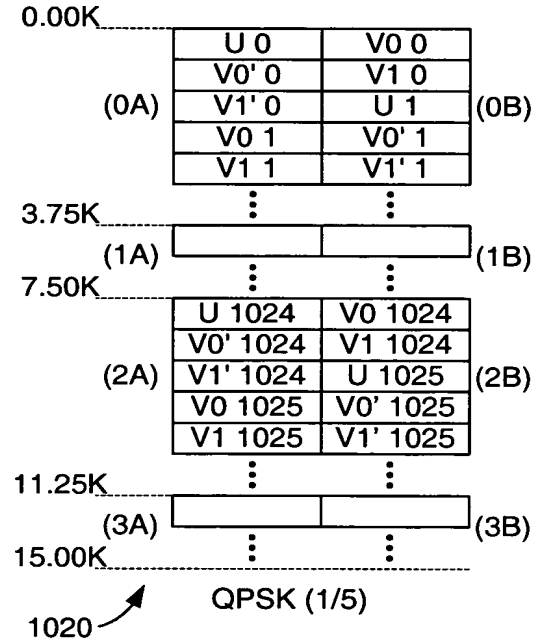 0.00K
U 0 V0 0
V0' 0 V1 0
(0A) V1' 0 U 1 (0B)
V0 1 V0' 1
V1 1 V1' 1
3.75K
(1A) (1B)
7.50K
U 1024 V0 1024
V0' 1024 V1 1024
(2A) V1' 1024 U 1025 (2B)
V0 1025 V0' 1025
V1 1025 V1' 1025
11.25K
(3A) (3B)
15.00K
QPSK (1/5)
1020